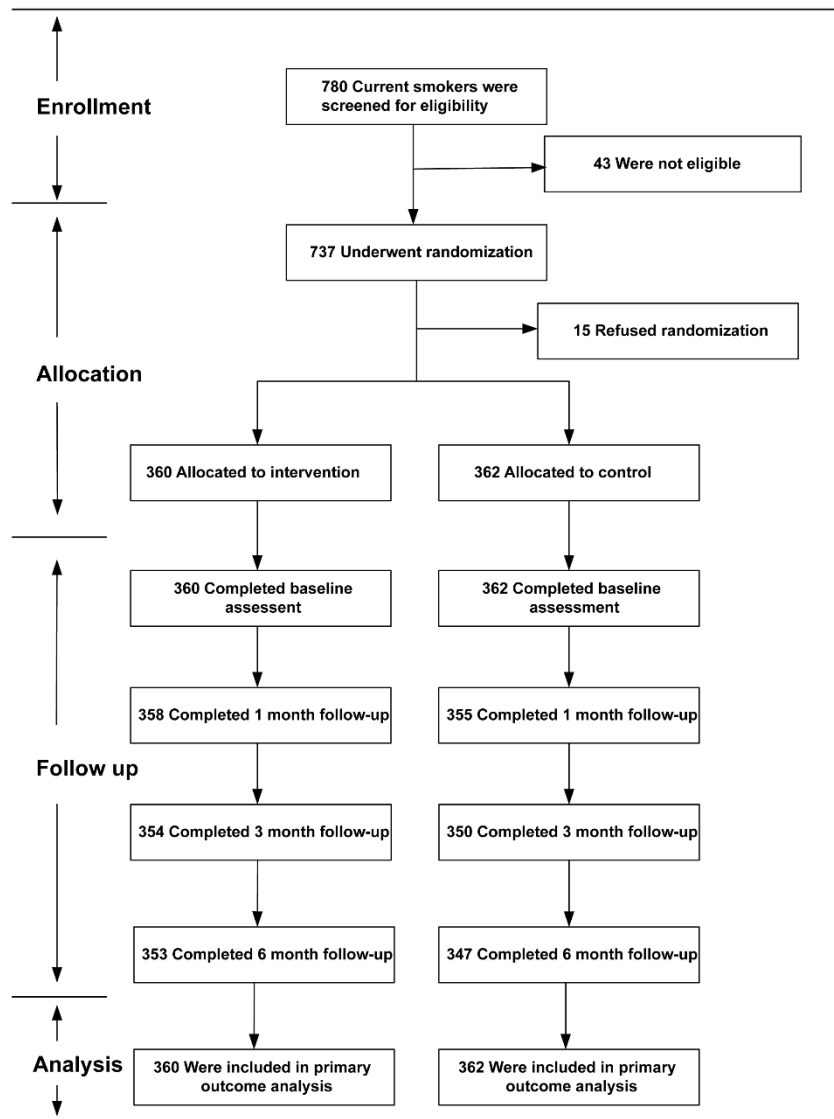 Enrollment
780 Current smokers were
screened for eligibility
43 Were not eligible
737 Underwent randomization
15 Refused randomization
Allocation
360 Allocated to intervention
362 Allocated to control
360 Completed baseline
assessent
362 Completed baseline
assessment
358 Completed 1 month follow-up
355 Completed 1 month follow-up
Follow up
354 Completed 3 month follow-up
350 Completed 3 month follow-up
353 Completed 6 month follow-up
347 Completed 6 month follow-up
Analysis
360 Were included in primary
outcome analysis
362 Were included in primary
outcome analysis